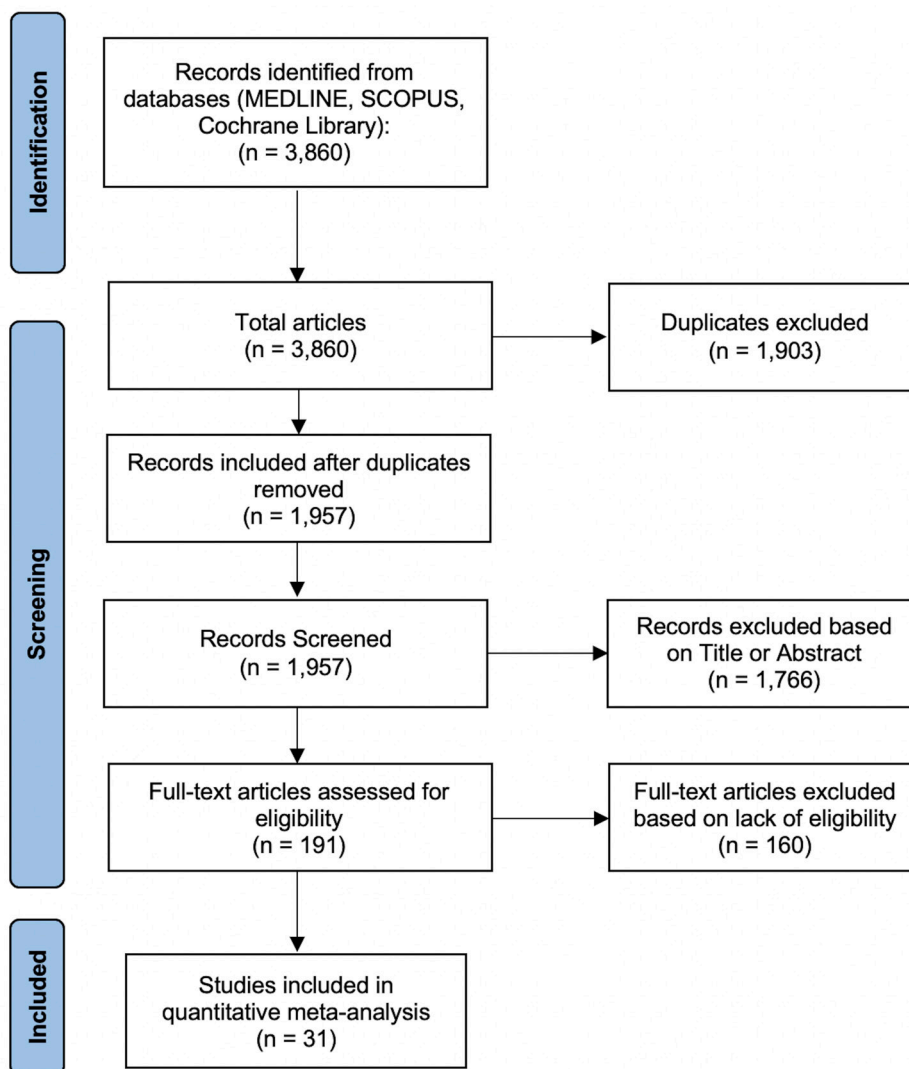 Identification
Records identified from
databases (MEDLINE, SCOPUS,
Cochrane Library):
(n = 3,860)
Screening
Total articles
(n = 3,860)
Duplicates excluded
(n = 1,903)
Records included after duplicates
removed
(n = 1,957)
Records Screened
(n = 1,957)
Records excluded based
on Title or Abstract
(n = 1,766)
Full-text articles assessed for
eligibility
(n = 191)
Full-text articles excluded
based on lack of eligibility
(n = 160)
Included
Studies included in
quantitative meta-analysis
(n = 31)